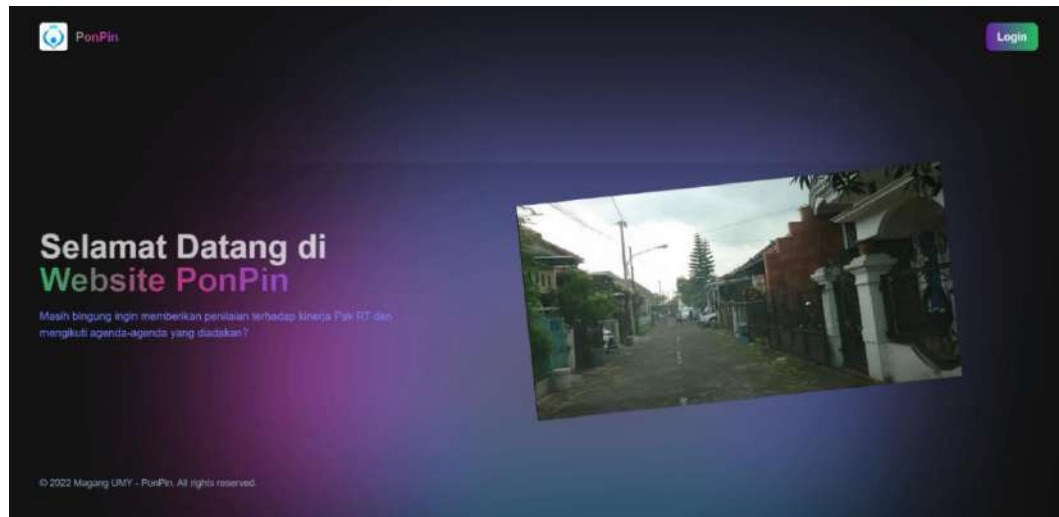 PonPin
Login
Selamat Datang di
Website PonPin
Masih bingung ingin memberikan penilaian terhadap kinerja Pak RT dan
mengikuti agenda-agenda yang diadakan?
© 2022 Magang UMY - PonPin. All rights reserved.